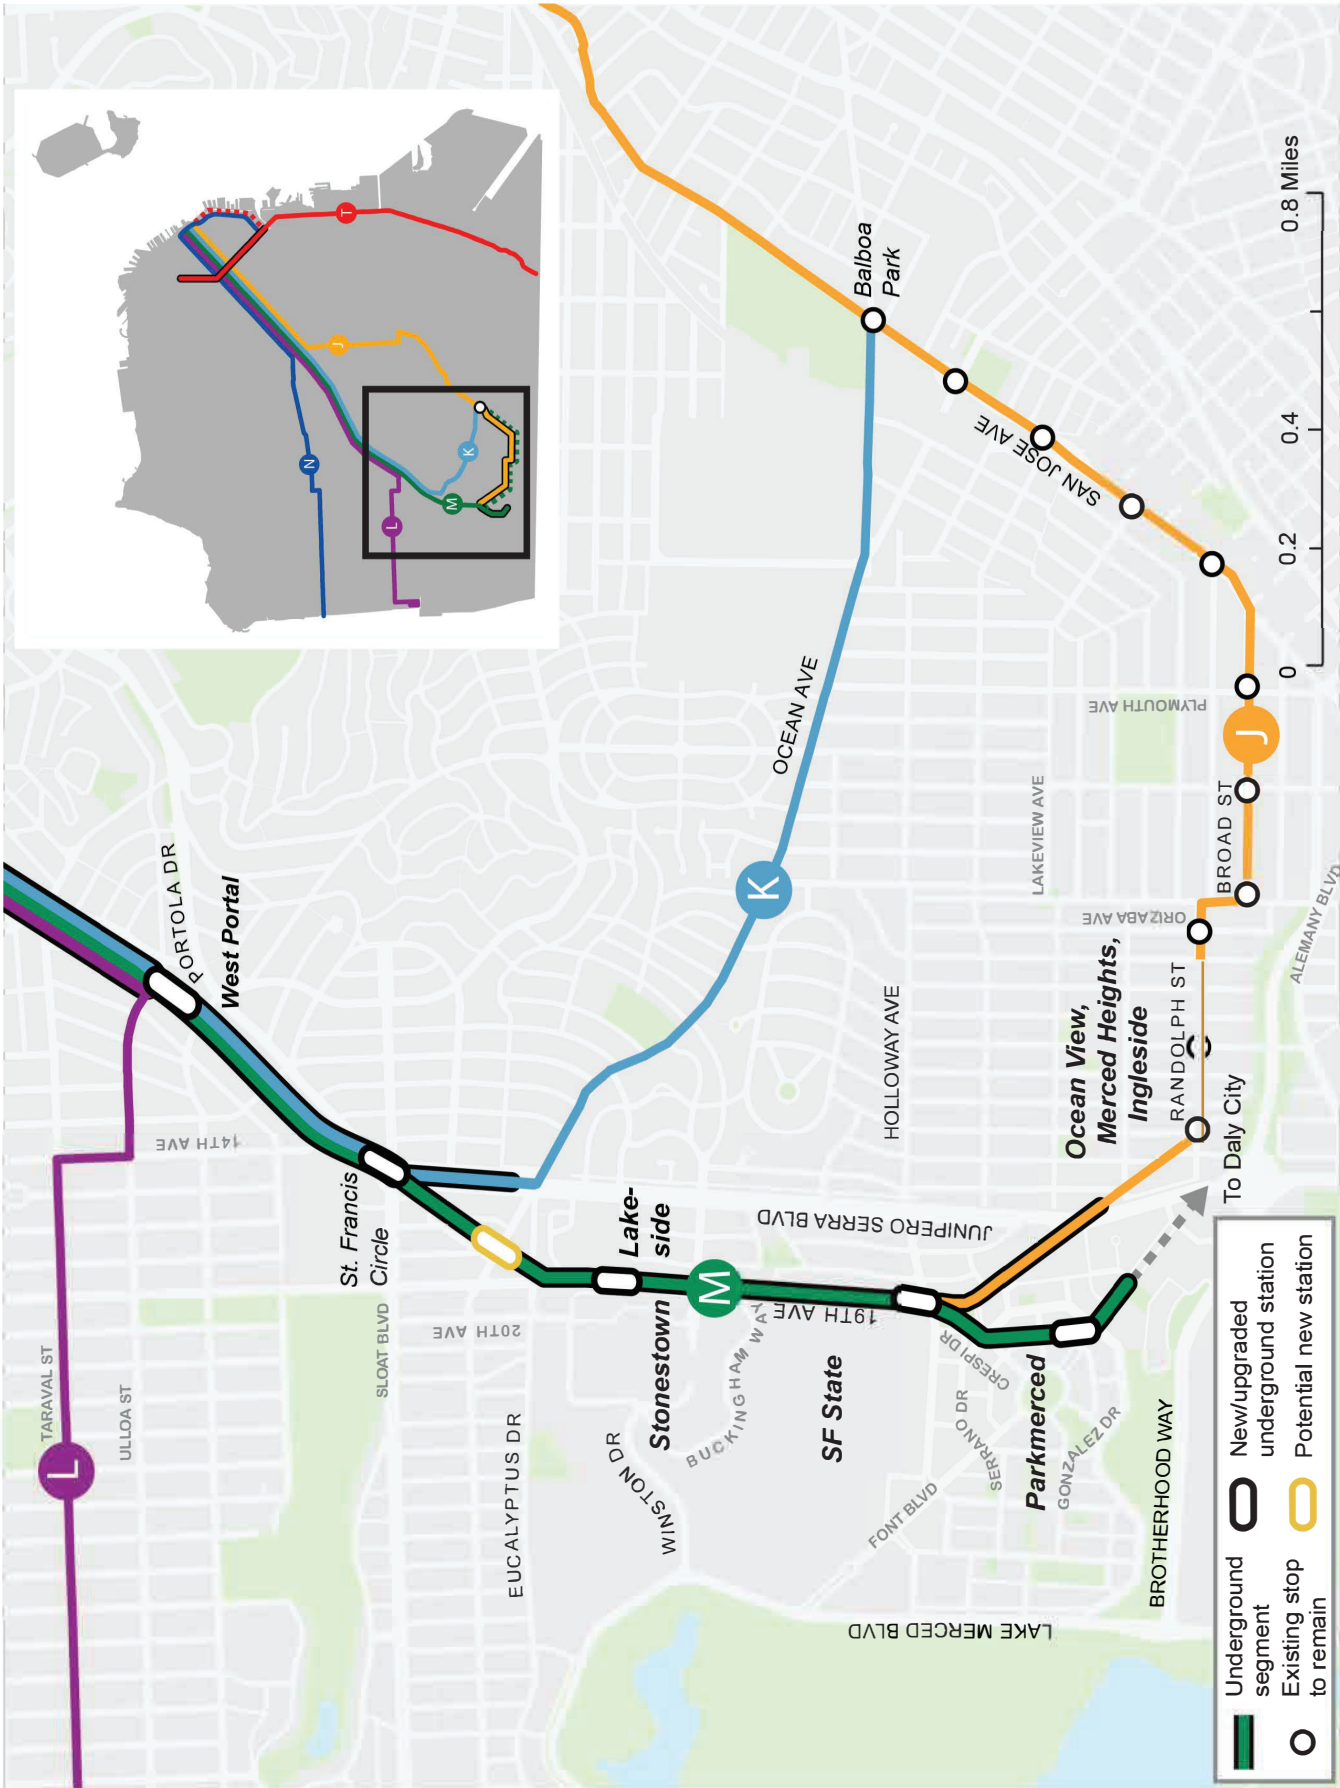 L
TARAVAL ST
ULLOA ST
14TH AVE
PORTOLA DR
West Portal
St. Francis
Circle
SLOAT BLVD
20TH AVE
EUCALYPTUS DR
WINSTON DR
Stonestown
Lake-
side
M
BUCKINGHAM WAY
19TH AVE
JUNIPERO SERRA BLVD
SF State
CRESPI DR
SERRANO DR
FONT BLVD
Parkmerced
GONZALEZ DR
BROTHERHOOD WAY
LAKE MERCED BLVD
HOLLOWAY AVE
K
OCEAN AVE
Balboa
Park
SAN JOSE AVE
PLYMOUTH AVE
LAKEVIEW AVE
ORIZABA AVE
BROAD ST
J
Ocean View,
Merced Heights,
Ingleside
RANDOLPH ST
To Daly City
ALEMANY BLVD
0
0.2
0.4
0.8 Miles
N
T
J
K
L
M
Underground
segment
New/upgraded
underground station
Existing stop
to remain
Potential new station